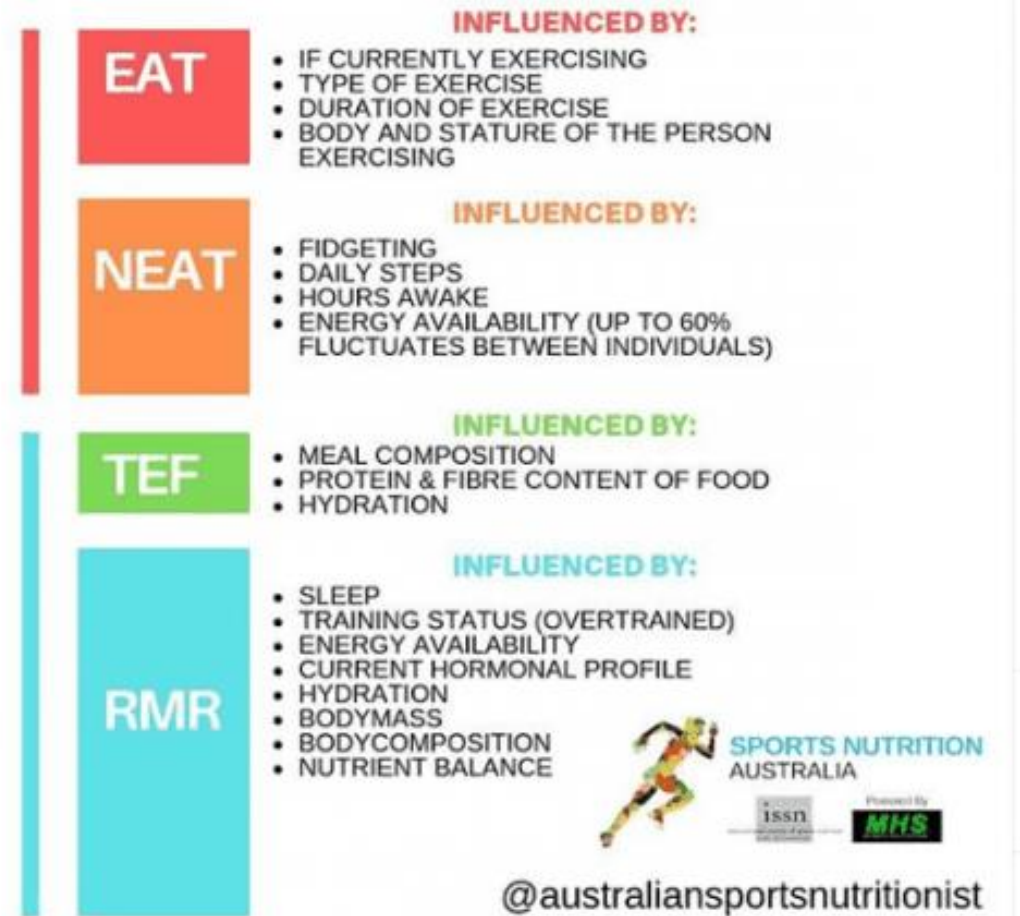 INFLUENCED BY:
EAT
• IF CURRENTLY EXERCISING
• TYPE OF EXERCISE
• DURATION OF EXERCISE
• BODY AND STATURE OF THE PERSON
EXERCISING
INFLUENCED BY:
NEAT
• FIDGETING
• DAILY STEPS
• HOURS AWAKE
• ENERGY AVAILABILITY (UP TO 60%
FLUCTUATES BETWEEN INDIVIDUALS)
INFLUENCED BY:
TEF
• MEAL COMPOSITION
• PROTEIN & FIBRE CONTENT OF FOOD
• HYDRATION
INFLUENCED BY:
RMR
• SLEEP
• TRAINING STATUS (OVERTRAINED)
• ENERGY AVAILABILITY
• CURRENT HORMONAL PROFILE
• HYDRATION
• BODYMASS
• BODYCOMPOSITION
• NUTRIENT BALANCE
SPORTS NUTRITION
AUSTRALIA
issn
Powered By
MHS
@australiansportsnutritionist